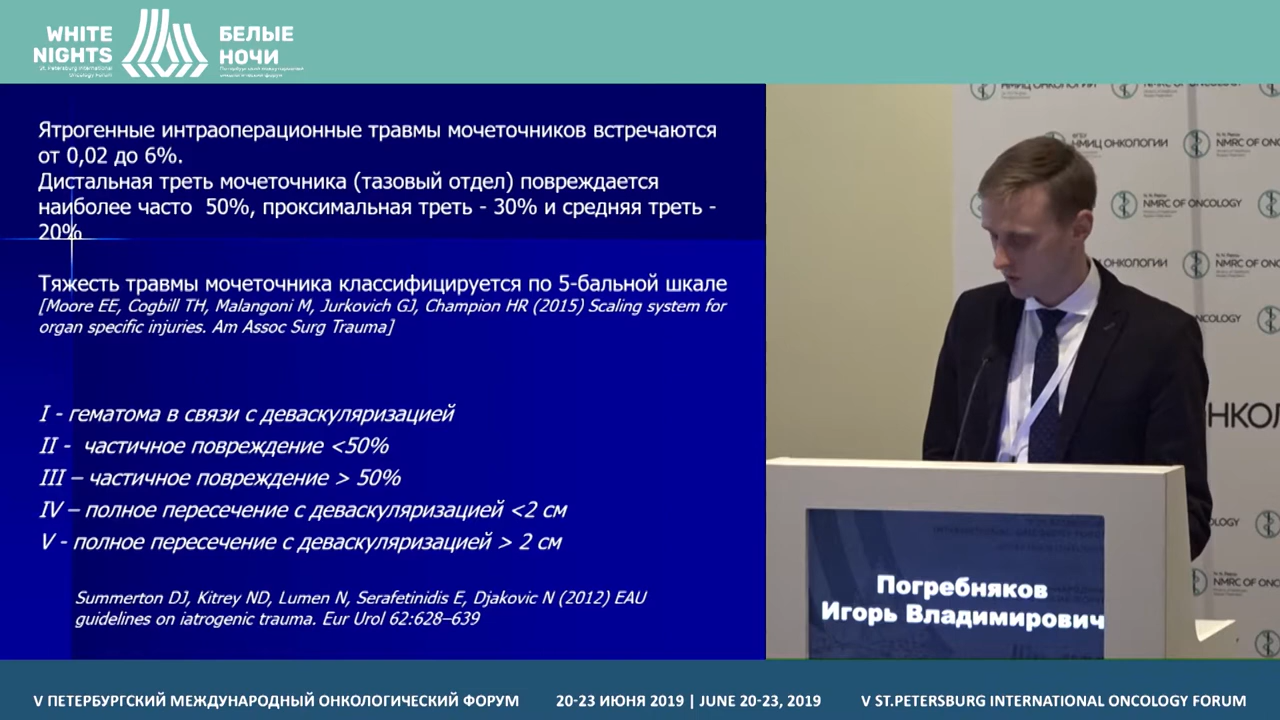 WHITE
NIGHTS
St. Petersburg International
Oncology Forum
БЕЛЫЕ
НОЧИ
Ятрогенные интраоперационные травмы мочеточников встречаются
от 0,02 до 6%.
Дистальная треть мочеточника (тазовый отдел) повреждается
наиболее часто 50%, проксимальная треть - 30% и средняя треть -
20%
Тяжесть травмы мочеточника классифицируется по 5-бальной шкале
[Moore EE, Cogbill TH, Malangoni M, Jurkovich GJ, Champion HR (2015) Scaling system for
organ specific injuries. Am Assoc Surg Trauma]
I - гематома в связи с деваскуляризацией
II - частичное повреждение <50%
III – частичное повреждение > 50%
IV – полное пересечение с деваскуляризацией <2 см
V - полное пересечение с деваскуляризацией > 2 см
Summerton DJ, Kitrey ND, Lumen N, Serafetinidis E, Djakovic N (2012) EAU
guidelines on iatrogenic trauma. Eur Urol 62:628–639
НМИЦ ОНКОЛОГИИ
NMRC OF ONCOLOGY
Погребняков
Игорь Владимирович
V ПЕТЕРБУРГСКИЙ МЕЖДУНАРОДНЫЙ ОНКОЛОГИЧЕСКИЙ ФОРУМ
20-23 ИЮНЯ 2019 | JUNE 20-23, 2019
V ST.PETERSBURG INTERNATIONAL ONCOLOGY FORUM